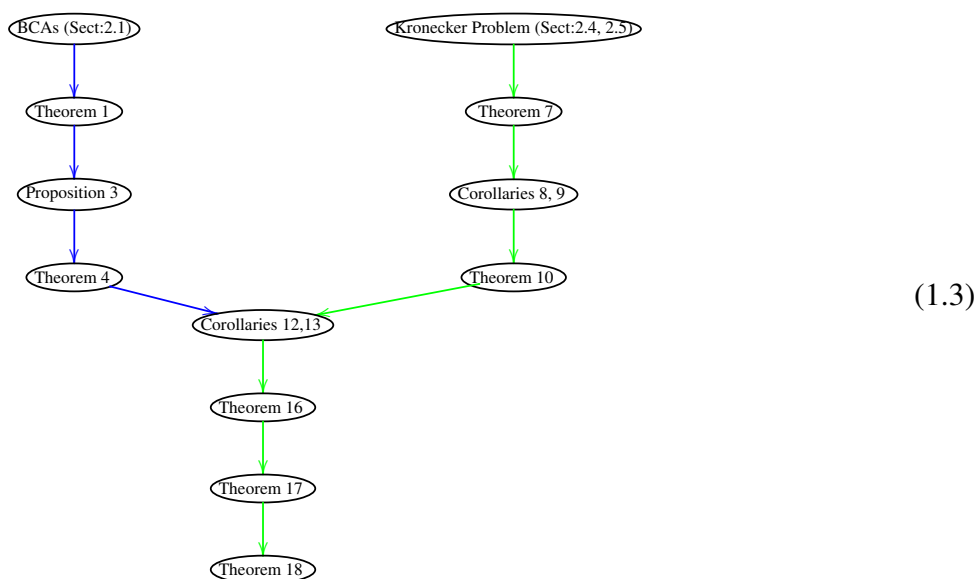 BCAs (Sect:2.1)
Kronecker Problem (Sect:2.4, 2.5)
Theorem 1
Theorem 7
Proposition 3
Corollaries 8, 9
Theorem 4
Theorem 10
(1.3)
Corollaries 12,13
Theorem 16
Theorem 17
Theorem 18